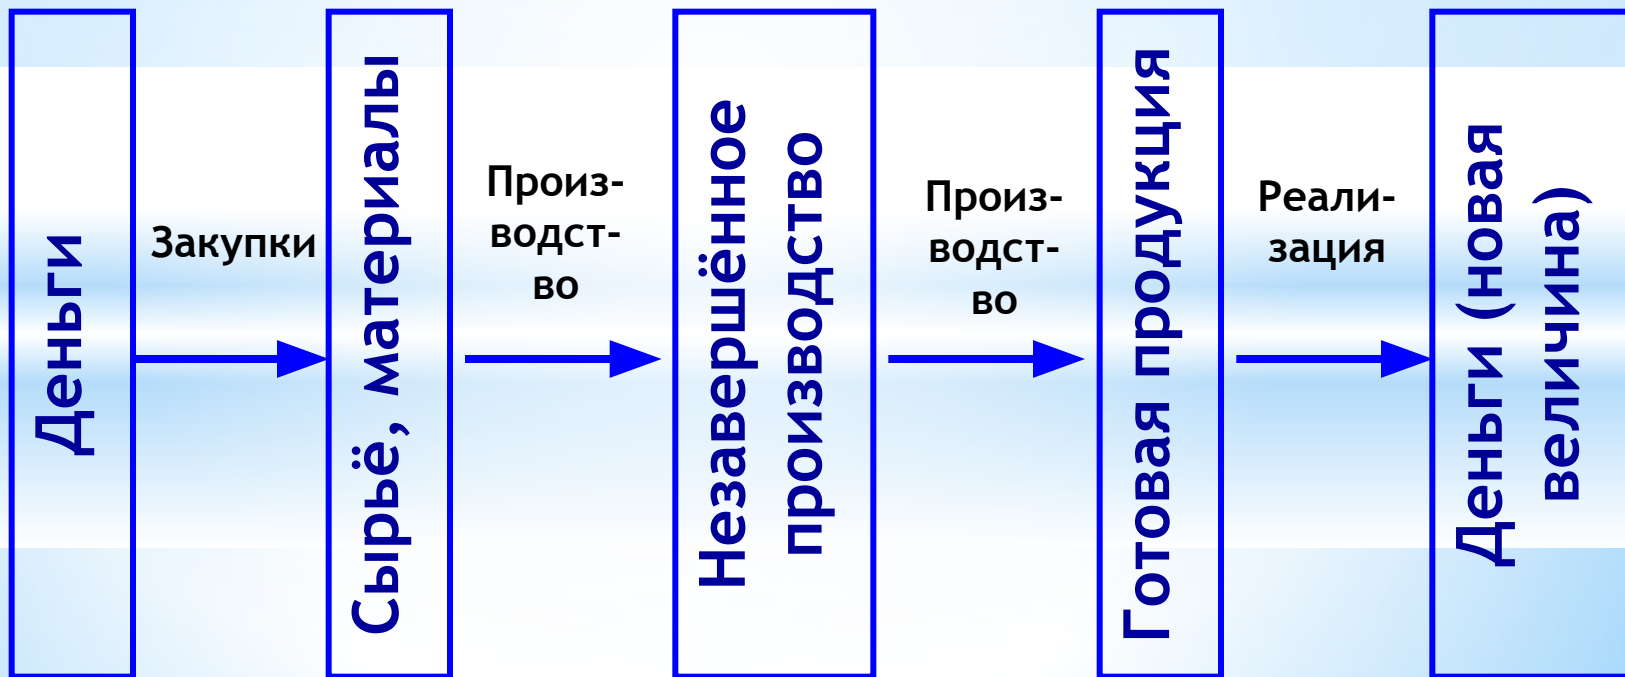 Деньги
Закупки
Сырьё, материалы
Произ-
водст-
во
Незавершённое
производство
Произ-
водст-
во
Готовая продукция
Реали-
зация
Деньги (новая
величина)